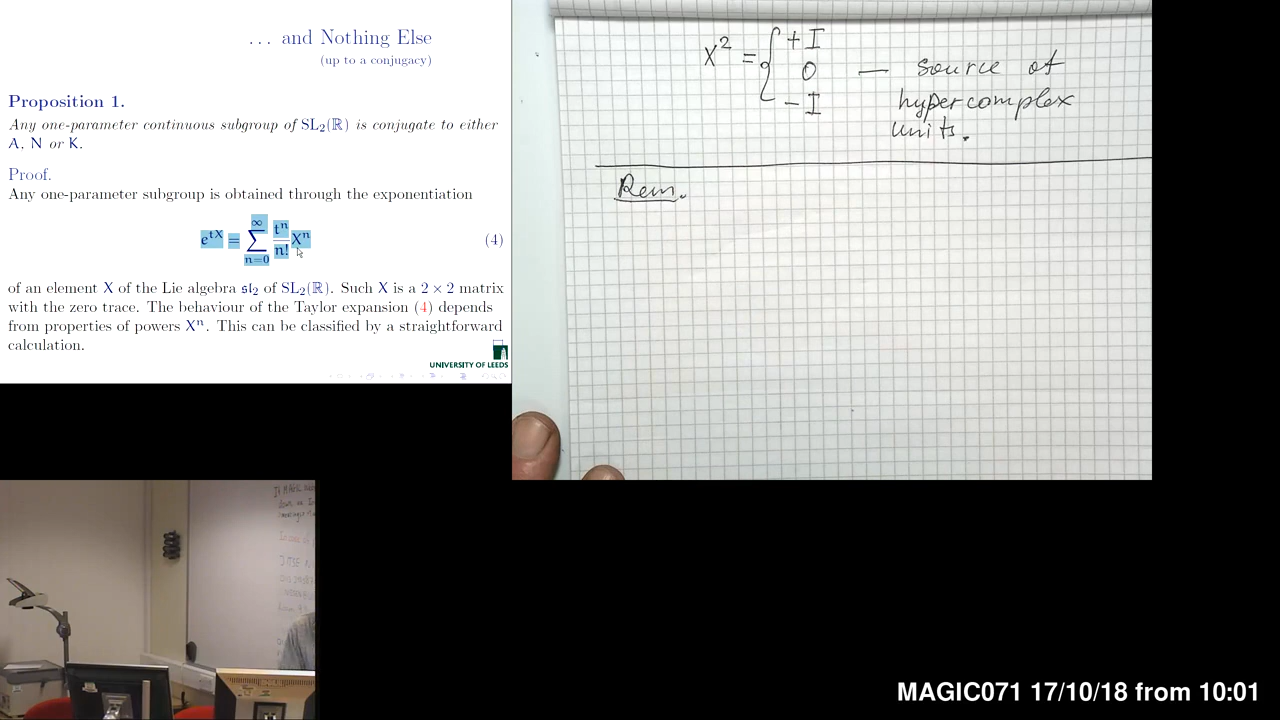 ... and Nothing Else
(up to a conjugacy)
Proposition 1.
Any one-parameter continuous subgroup of SL₂(ℝ) is conjugate to either
A, N or K.
Proof.
Any one-parameter subgroup is obtained through the exponentiation
e^{tX} = ∑_{n=0}^{∞} t^n/n! X^n (4)
of an element X of the Lie algebra 𝔰𝔩₂ of SL₂(ℝ). Such X is a 2 × 2 matrix
with the zero trace. The behaviour of the Taylor expansion (4) depends
from properties of powers Xⁿ. This can be classified by a straightforward
calculation.
UNIVERSITY OF LEEDS
X² = { +I
0 — source of
-I hypercomplex
units.
Rem.
MAGIC071 17/10/18 from 10:01